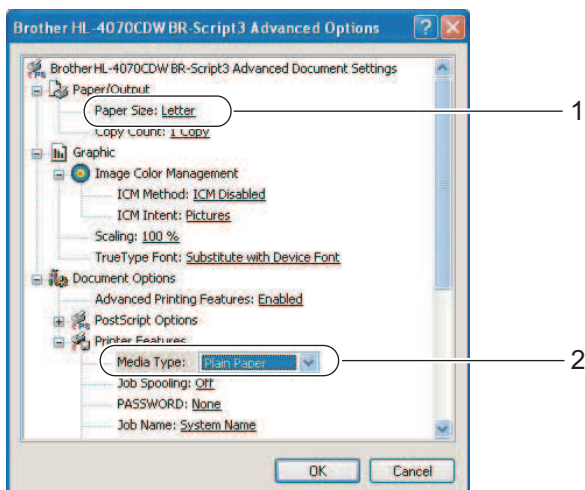 Brother HL-4070CDW BR-Script3 Advanced Options
Brother HL-4070CDW BR-Script3 Advanced Document Settings
Paper/Output
Paper Size: Letter
1
Copy Count: 1 Copy
Graphic
Image Color Management
ICM Method: ICM Disabled
ICM Intent: Pictures
Scaling: 100 %
TrueType Font: Substitute with Device Font
Document Options
Advanced Printing Features: Enabled
PostScript Options
Printer Features
Media Type: Plain Paper
2
Job Spooling: Off
PASSWORD: None
Job Name: System Name
OK Cancel